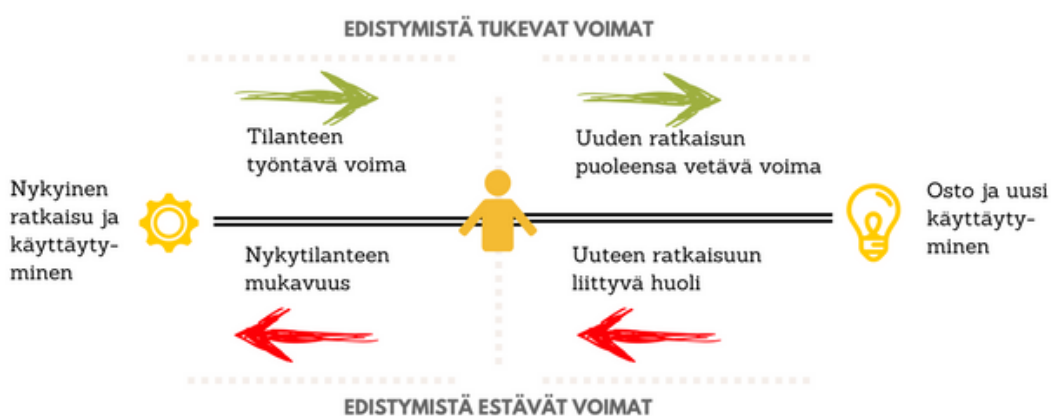 EDISTYMISTÄ TUKEVAT VOIMAT
Tilanteen
työntävä voima
Uuden ratkaisun
puoleensa vetävä voima
Nykyinen
ratkaisu ja
käyttäyty-
minen
Osto ja uusi
käyttäyty-
minen
Nykytilanteen
mukavuus
Uuteen ratkaisuun
liittyvä huoli
EDISTYMISTÄ ESTÄVÄT VOIMAT